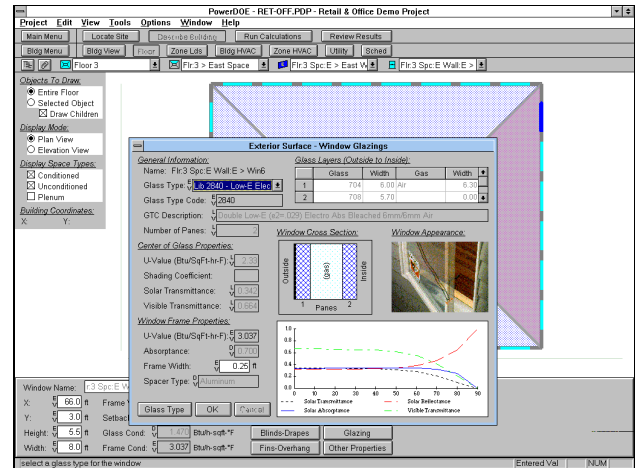 PowerDOE - RET-OFF.PDP - Retail & Office Demo Project
Project Edit View Tools Options Window Help
Main Menu Locate Site Describe Building Run Calculations Review Results
Bldg Menu Bldg View Floor Zone Lds Bldg HVAC Zone HVAC Utility Sched
Floor 3 Flr:3 > East Space Flr:3 Spc:E > East W Flr:3 Spc:E Wall:E >
Objects To Draw:
Entire Floor
Selected Object
Draw Children
Display Mode:
Plan View
Elevation View
Display Space Types:
Conditioned
Unconditioned
Plenum
Building Coordinates:
X: Y:
Exterior Surface - Window Glazings
General Information:
Name: Flr:3 Spc:E Wall:E > Win6
Glass Type: Lib 2840 - Low-E Elec
Glass Type Code: 2840
GTC Description: Double Low-E (e2=.029) Electro Abs Bleached 6mm/6mm Air
Number of Panes: 2
Glass Layers (Outside to Inside):
Glass Width Gas Width
1 704 6.00 Air 6.30
2 708 5.70 0.00
Center of Glass Properties:
U-Value (Btu/SqFt-hr-F): 2.33
Shading Coefficient:
Solar Transmittance: 0.342
Visible Transmittance: 0.664
Window Frame Properties:
U-Value (Btu/SqFt-hr-F): 3.037
Absorptance: 0.700
Frame Width: 0.25 ft
Spacer Type: Aluminum
Glass Type OK Cancel
Window Cross Section:
Outside (gas) Inside
1 Panes 2
Window Appearance:
1.0
0.8
0.6
0.4
0.2
0.0
0 10 20 30 40 50 60 70 80 90
Solar Transmittance Solar Reflectance
Solar Absorptance Visible Transmittance
Window Name: r:3 Spc:E W
X: 66.0 ft Frame
Y: 3.0 ft Setbac
Height: 5.5 ft Glass Cond: 1.470 Btu/h-sqft-°F Blinds-Drapes Glazing
Width: 8.0 ft Frame Cond: 3.037 Btu/h-sqft-°F Fins-Overhang Other Properties
select a glass type for the window Entered Val NUM